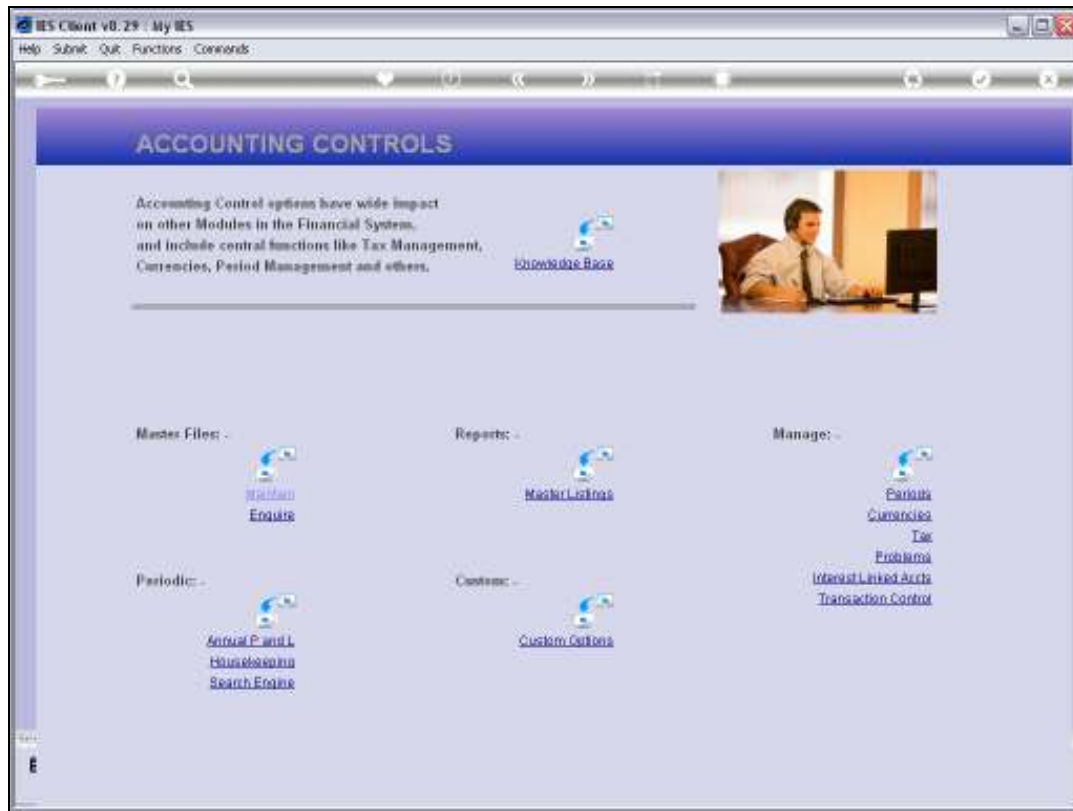 IES Client v8.29 : My IES
Help Submit Quit Functions Commands
ACCOUNTING CONTROLS
Accounting Control options have wide impact
on other Modules in the Financial System,
and include central functions like Tax Management,
Currencies, Period Management and others.
Knowledge Base
Master Files: -
Reports: -
Manage: -
Maintain
Enquire
Master Listings
Periods
Currencies
Tax
Problems
Interest Linked Accts
Transaction Control
Periodic: -
Custom: -
Annual P and L
Housekeeping
Search Engine
Custom Options